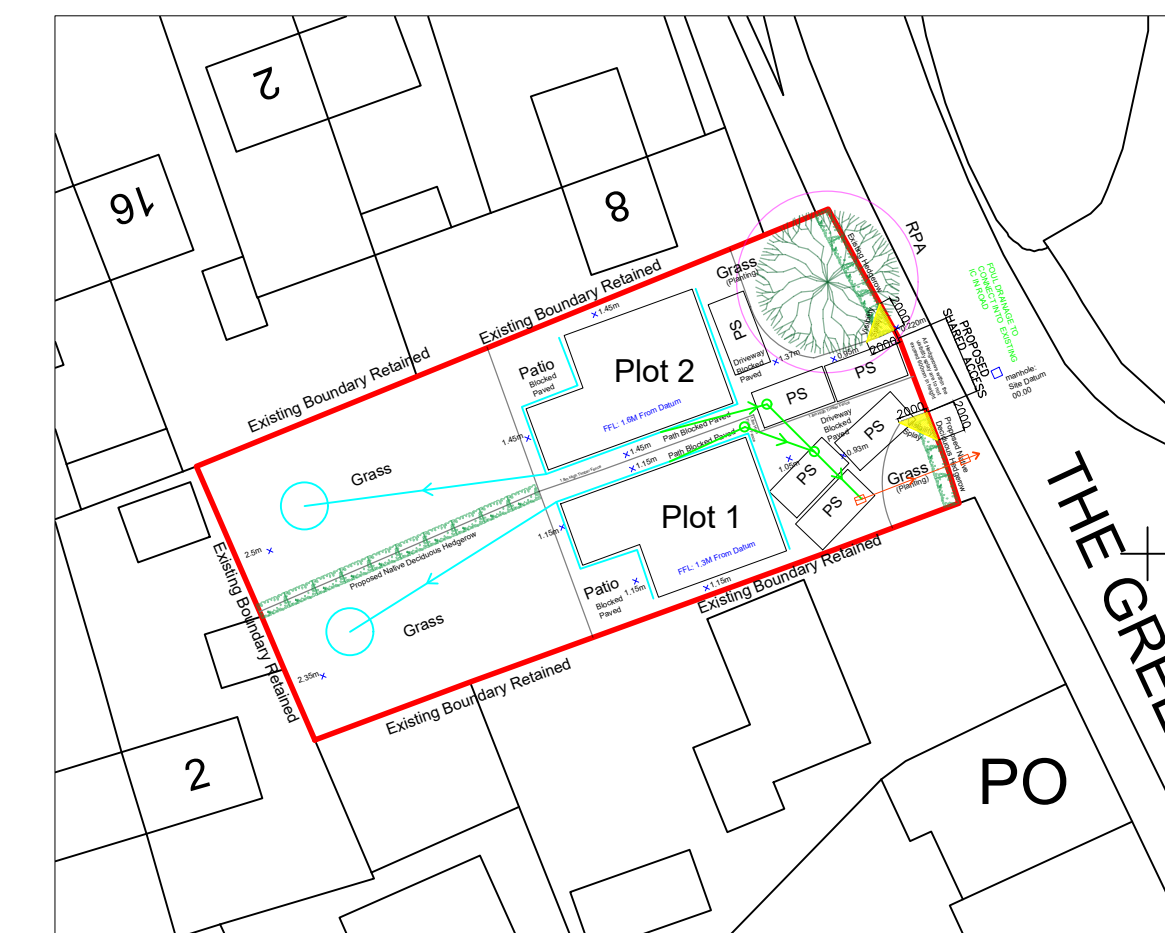 2
16
8
RPA
Existing Boundary Retained
Existing Boundary Retained
Grass
(Planting)
Existing Hedgerow
FOUL DRAINAGE TO
CONNECT INTO EXISTING
IC IN ROAD
PROPOSED
SHARED ACCESS
manhole:
Site Datum
00.00
2000
2000
0.220m
1.45m
Plot 2
FFL: 1.6M From Datum
Patio
Blocked
Paved
PS
Driveway
Blocked
Paved
1.37m
0.95m
PS
PS
1.45m
1.45m
Path Blocked Paved
Path Blocked Paved
1.15m
Driveway
Blocked
Paved
PS
0.93m
1.05m
PS
PS
2000
2000
Splay
Proposed Native
Deciduous Hedgerow
Grass
(Planting)
Grass
2.5m
Proposed Native Deciduous Hedgerow
Plot 1
FFL: 1.3M From Datum
1.15m
Patio
Blocked
Paved
1.15m
1.15m
Existing Boundary Retained
Existing Boundary Retained
Grass
2.35m
Existing Boundary Retained
2
PO
THE GREE